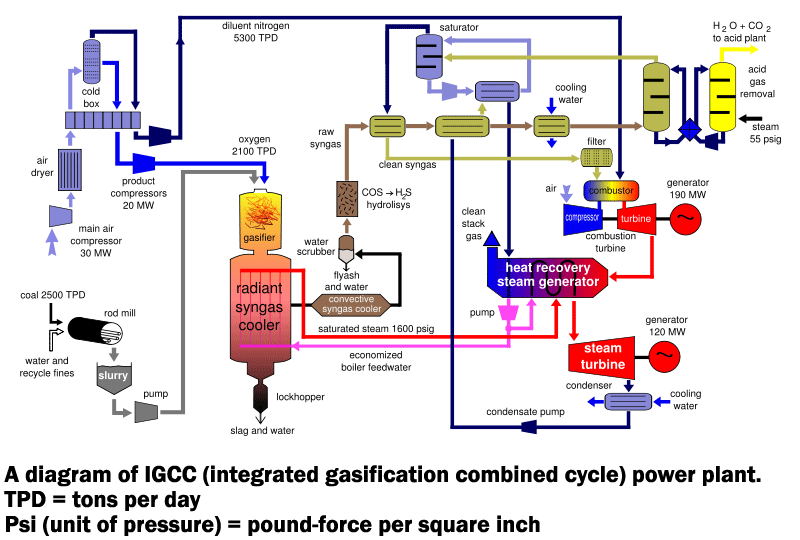 diluent nitrogen
5300 TPD
saturator
H2O + CO2
to acid plant
cold
box
cooling
water
acid
gas
removal
raw
syngas
oxygen
2100 TPD
steam
55 psig
filter
clean syngas
air
dryer
product
compressors
20 MW
COS → H2S
hydrolisys
air
combustor
generator
190 MW
compressor
turbine
combustion
turbine
main air
compressor
30 MW
gasifier
clean
stack
gas
water
scrubber
flyash
and water
heat recovery
steam generator
radiant
syngas
cooler
convective
syngas cooler
coal 2500 TPD
rod mill
pump
saturated steam 1600 psig
generator
120 MW
water and
recycle fines
economized
boiler feedwater
steam
turbine
slurry
pump
condenser
cooling
water
lockhopper
condensate pump
slag and water
A diagram of IGCC (integrated gasification combined cycle) power plant.
TPD = tons per day
Psi (unit of pressure) = pound-force per square inch